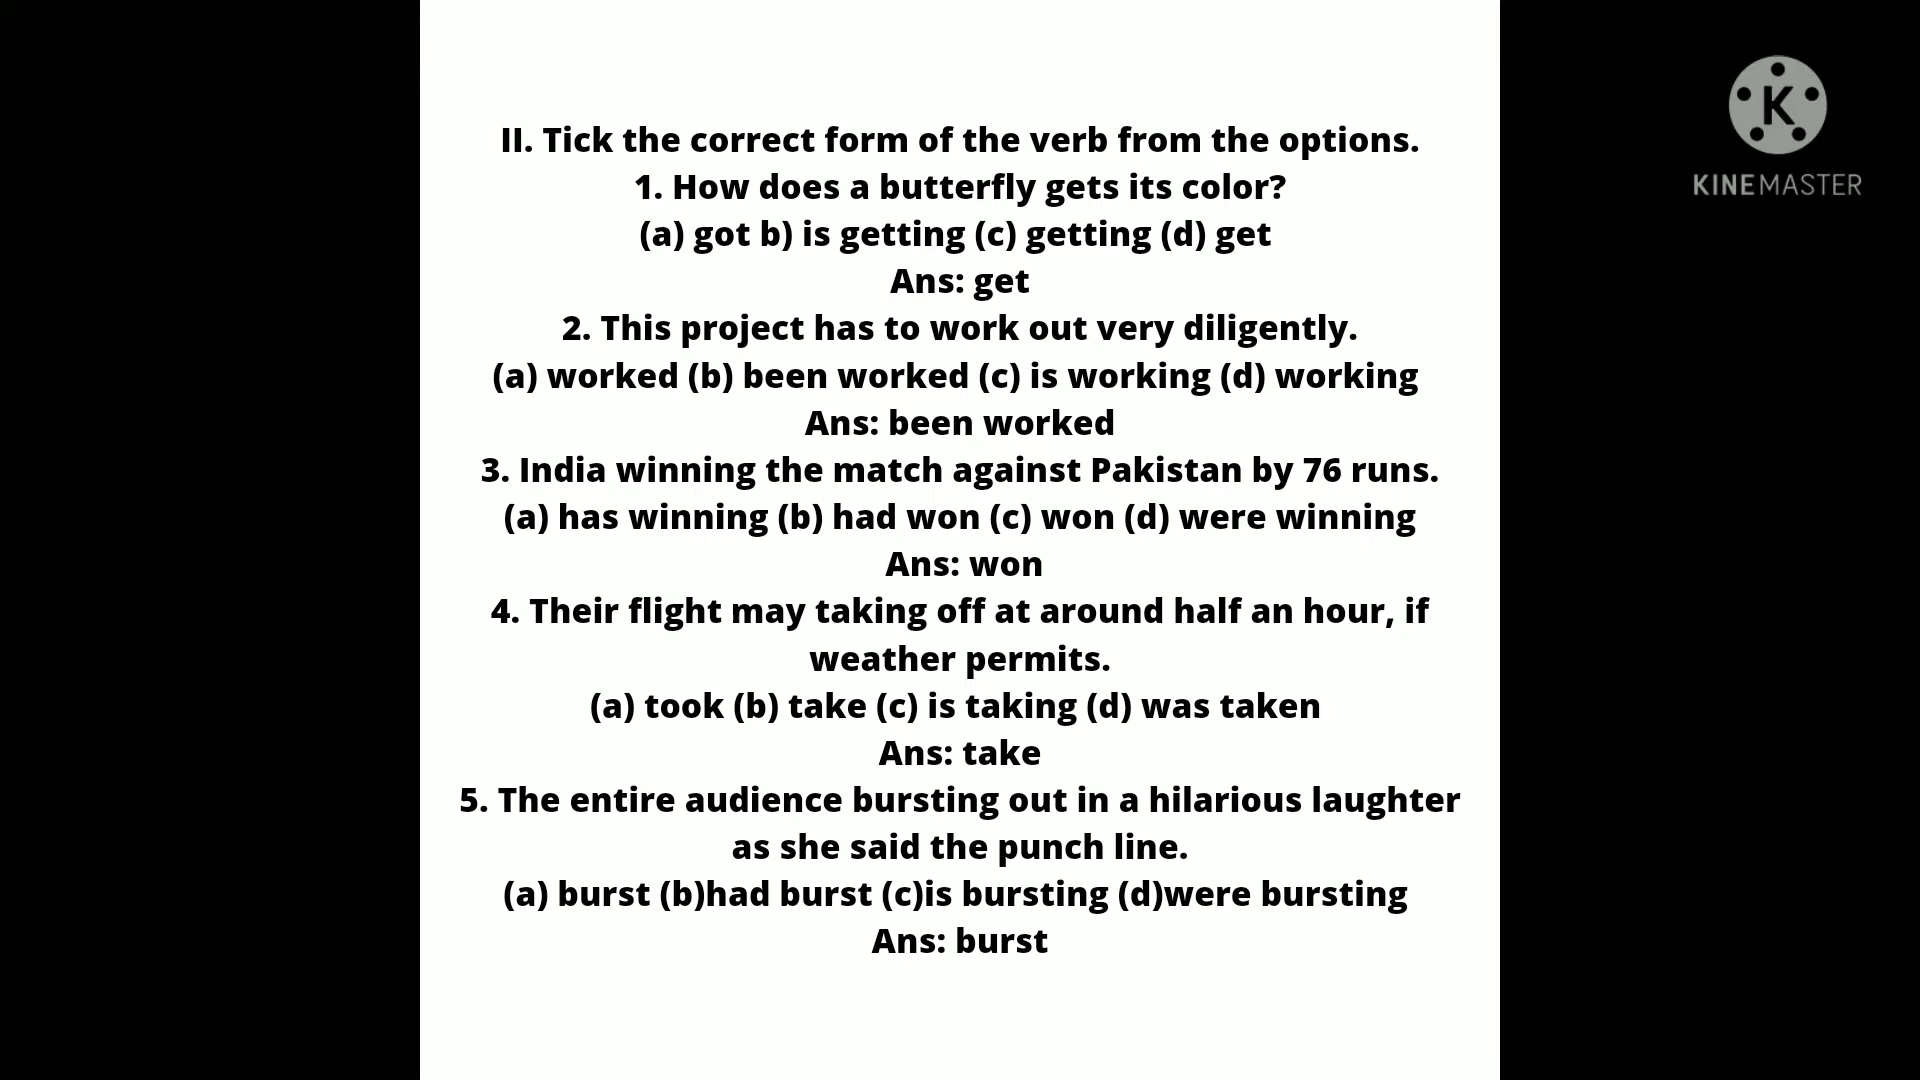 II. Tick the correct form of the verb from the options.
1. How does a butterfly gets its color?
(a) got b) is getting (c) getting (d) get
Ans: get
2. This project has to work out very diligently.
(a) worked (b) been worked (c) is working (d) working
Ans: been worked
3. India winning the match against Pakistan by 76 runs.
(a) has winning (b) had won (c) won (d) were winning
Ans: won
4. Their flight may taking off at around half an hour, if
weather permits.
(a) took (b) take (c) is taking (d) was taken
Ans: take
5. The entire audience bursting out in a hilarious laughter
as she said the punch line.
(a) burst (b)had burst (c)is bursting (d)were bursting
Ans: burst
K
KINEMASTER